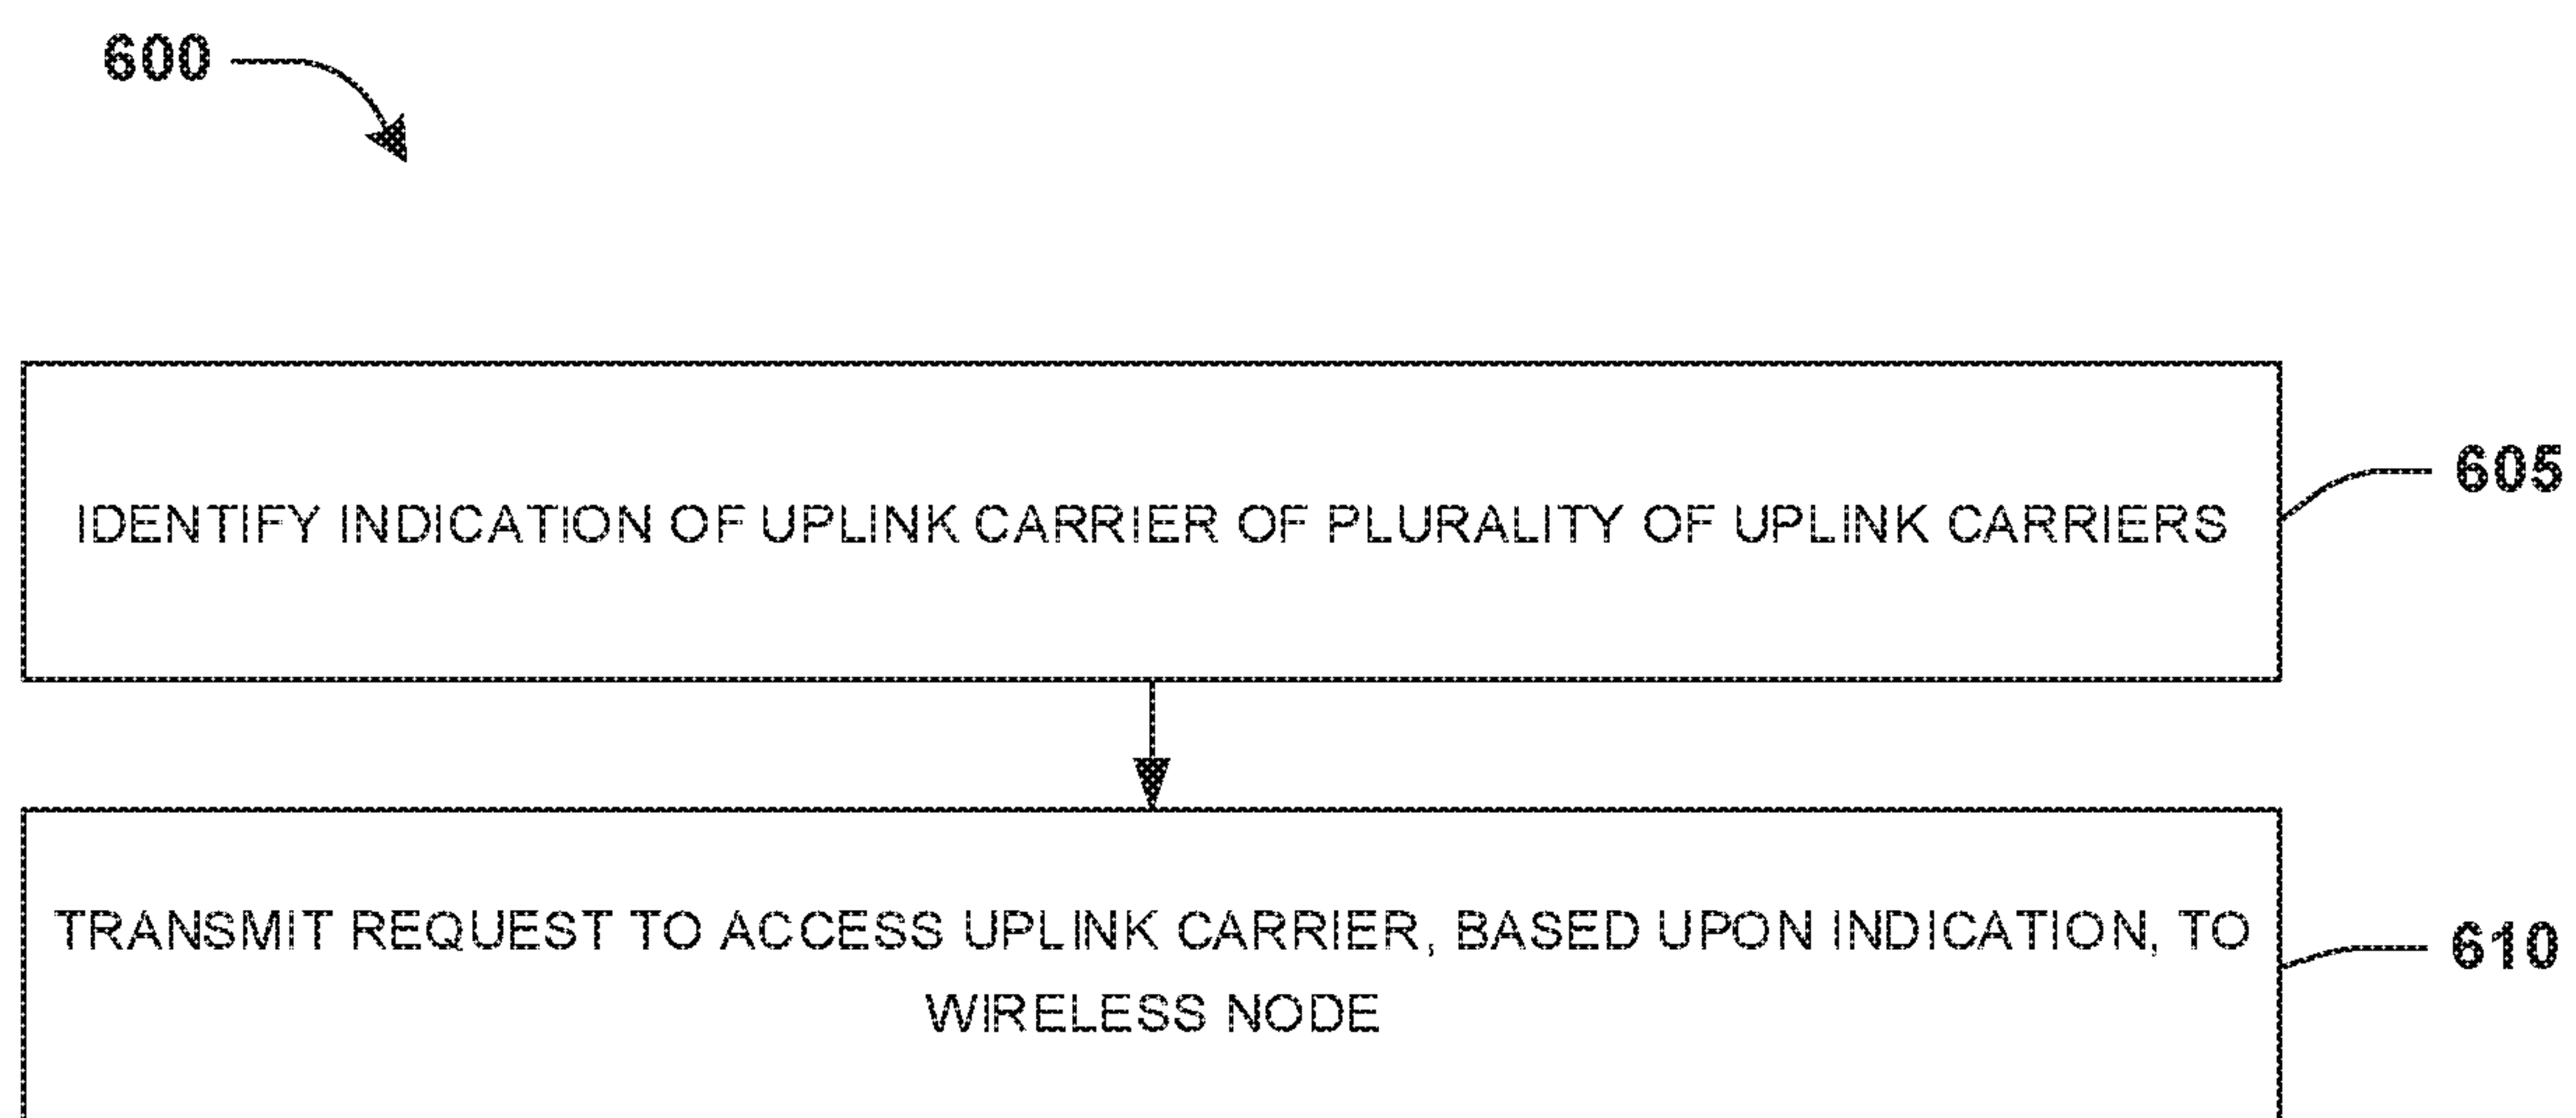 600
IDENTIFY INDICATION OF UPLINK CARRIER OF PLURALITY OF UPLINK CARRIERS
605
TRANSMIT REQUEST TO ACCESS UPLINK CARRIER, BASED UPON INDICATION, TO
WIRELESS NODE
610